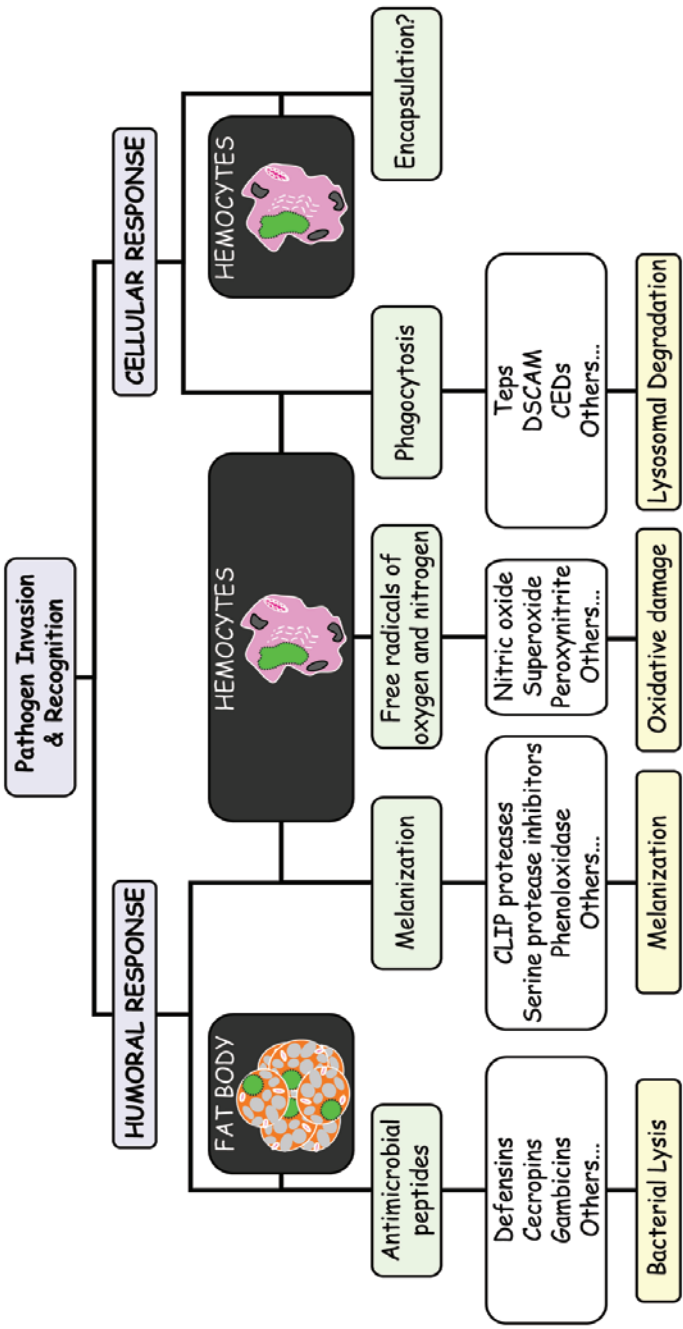 Pathogen Invasion
& Recognition
HUMORAL RESPONSE
CELLULAR RESPONSE
FAT BODY
HEMOCYTES
HEMOCYTES
Antimicrobial
peptides
Melanization
Free radicals of
oxygen and nitrogen
Phagocytosis
Encapsulation?
Defensins
Cecropins
Gambicins
Others...
CLIP proteases
Serine protease inhibitors
Phenoloxidase
Others...
Nitric oxide
Superoxide
Peroxynitrite
Others...
Teps
DSCAM
CEDs
Others...
Bacterial Lysis
Melanization
Oxidative damage
Lysosomal Degradation